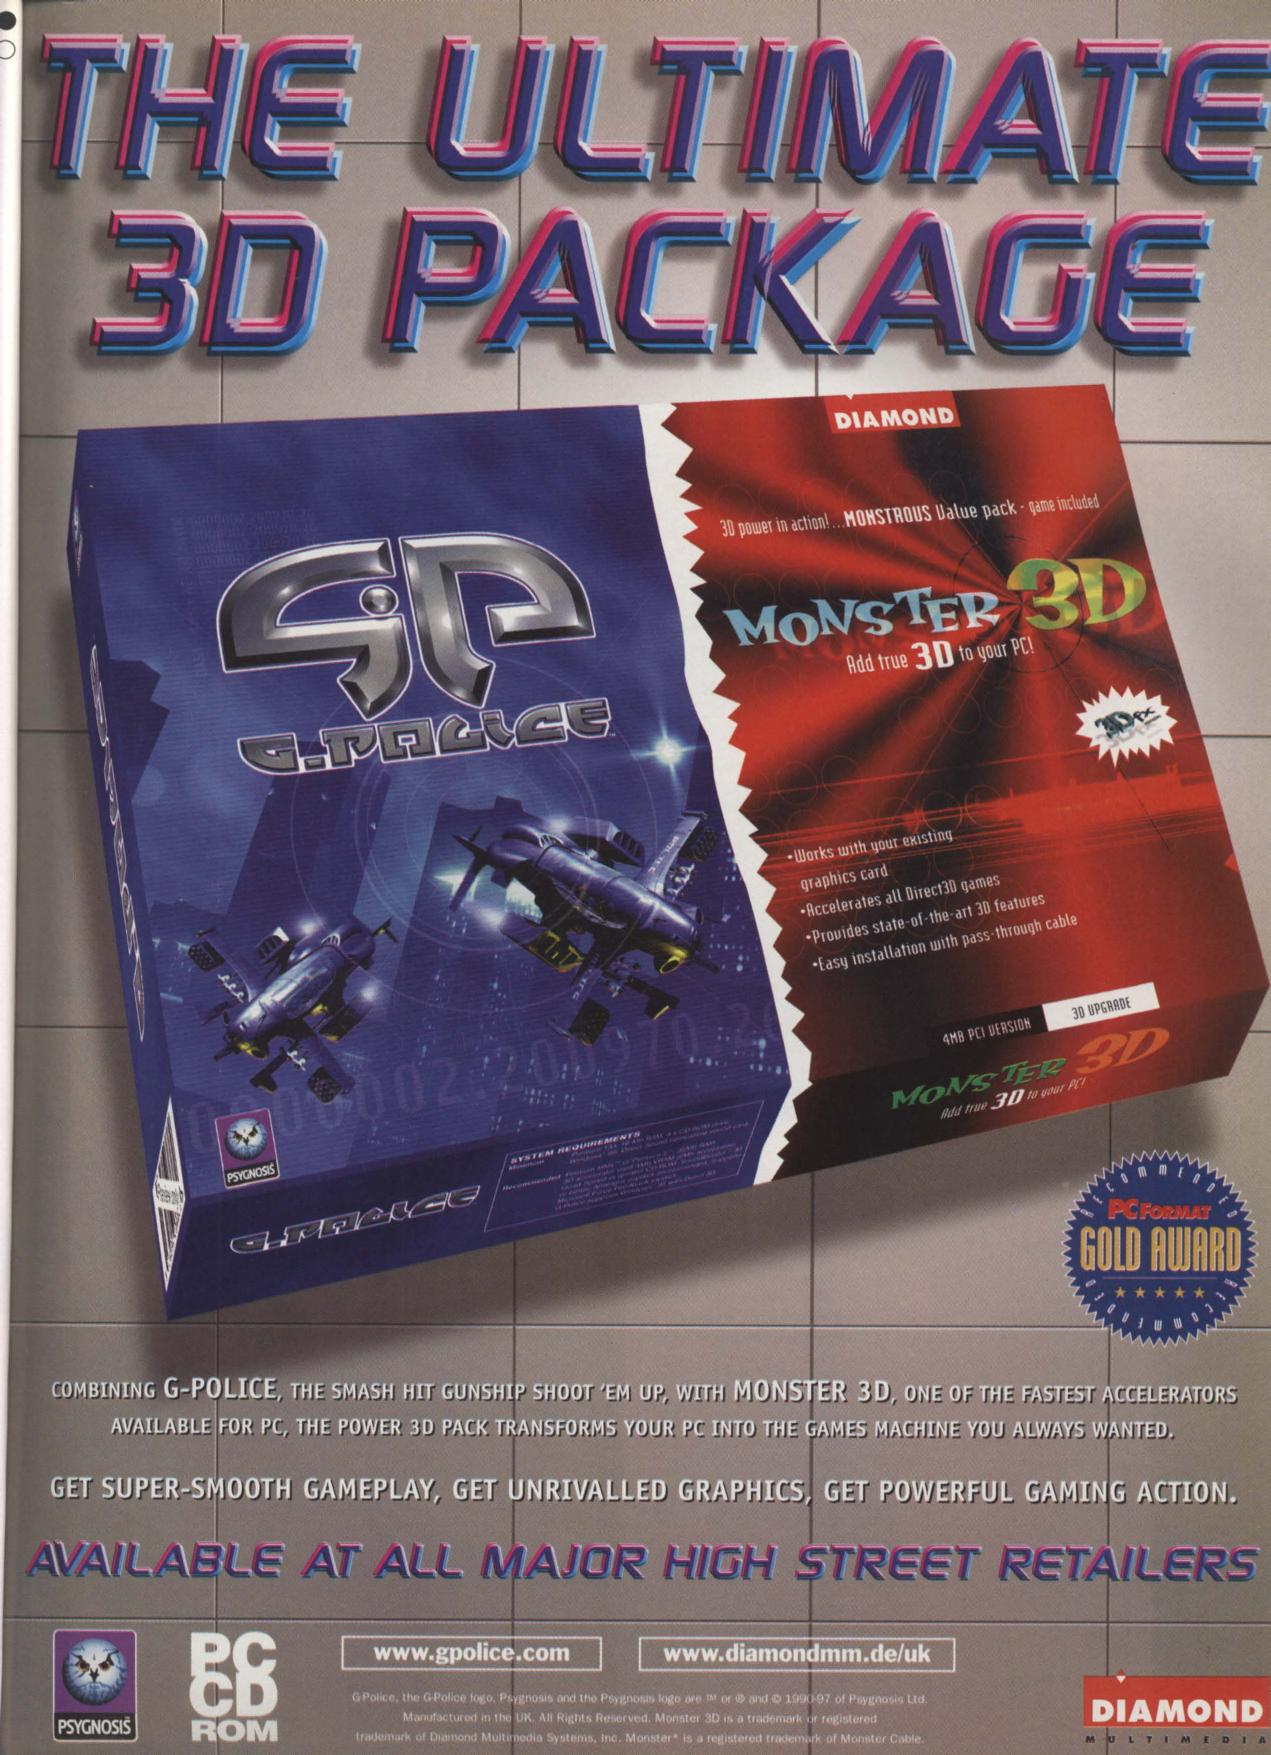 THE ULTIMATE
3D PACKAGE
DIAMOND
3D power in action!...MONSTROUS Value pack - game included
MONSTER 3D
Add true 3D to your PC!
3Dfx
GP
G-POLICE
•Works with your existing
graphics card
•Accelerates all Direct3D games
•Provides state-of-the-art 3D features
•Easy installation with pass-through cable
4MB PCI VERSION
3D UPGRADE
MONSTER 3D
Add true 3D to your PC!
PSYGNOSIS
G-POLICE
SYSTEM REQUIREMENTS
Minimum
Recommended
RECOMMENDED
PC FORMAT
GOLD AWARD
RECOMMENDED
COMBINING G-POLICE, THE SMASH HIT GUNSHIP SHOOT 'EM UP, WITH MONSTER 3D, ONE OF THE FASTEST ACCELERATORS
AVAILABLE FOR PC, THE POWER 3D PACK TRANSFORMS YOUR PC INTO THE GAMES MACHINE YOU ALWAYS WANTED.
GET SUPER-SMOOTH GAMEPLAY, GET UNRIVALLED GRAPHICS, GET POWERFUL GAMING ACTION.
AVAILABLE AT ALL MAJOR HIGH STREET RETAILERS
PSYGNOSIS
PC
CD
ROM
www.gpolice.com
www.diamondmm.de/uk
G-Police, the G-Police logo, Psygnosis and the Psygnosis logo are ™ or ® and © 1990-97 of Psygnosis Ltd.
Manufactured in the UK. All Rights Reserved. Monster 3D is a trademark or registered
trademark of Diamond Multimedia Systems, Inc. Monster* is a registered trademark of Monster Cable.
DIAMOND
MULTIMEDIA